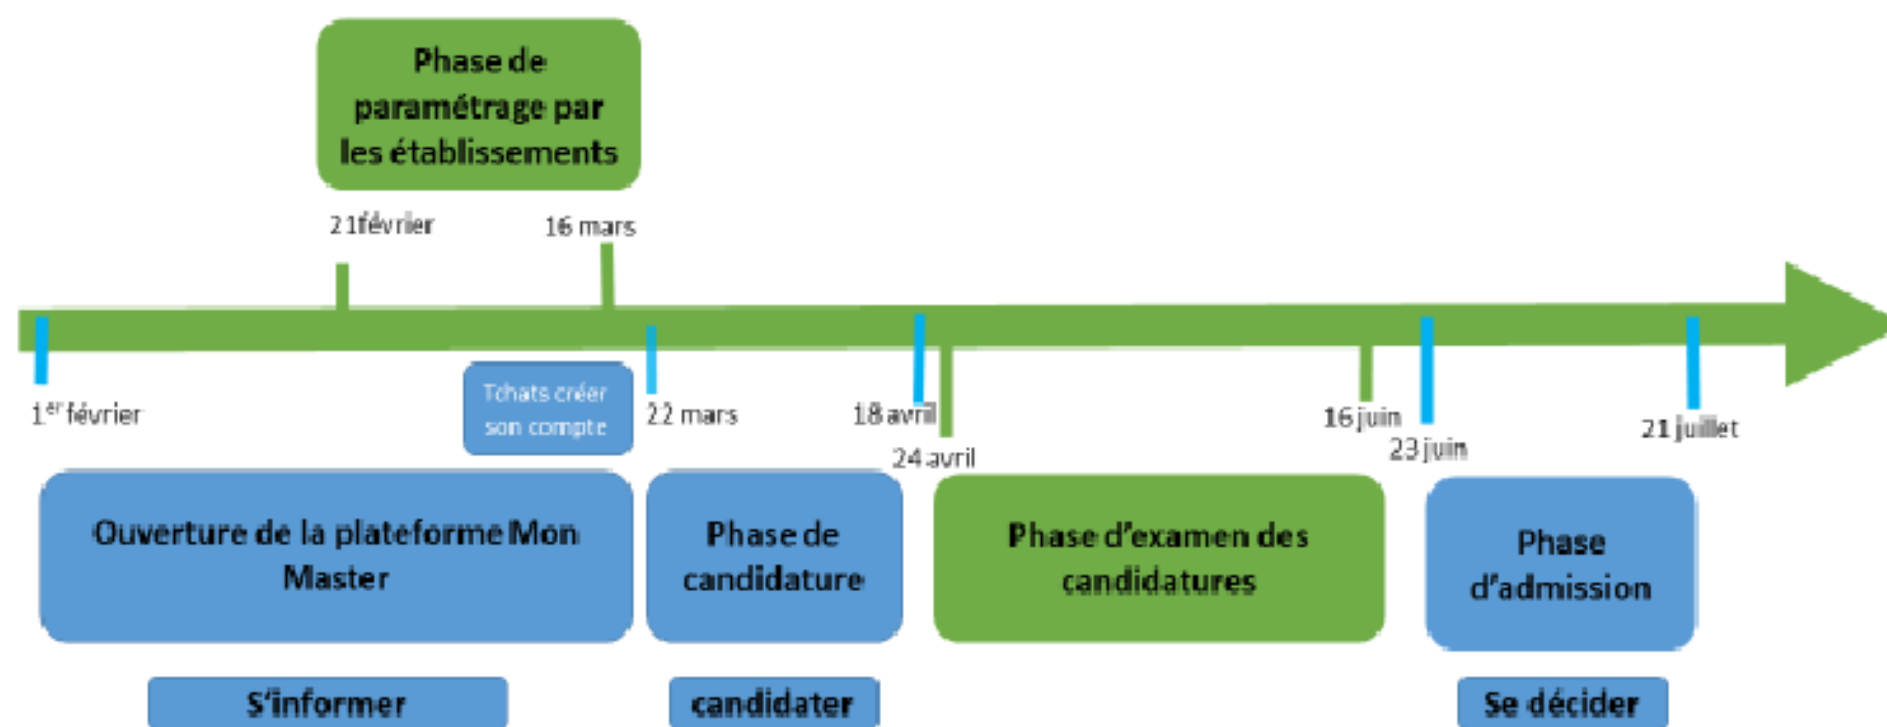 Phase de
paramétrage par
les établissements
21février
16 mars
1er février
Tchats créer
son compte
22 mars
18 avril
24 avril
16 juin
23 juin
21 juillet
Ouverture de la plateforme Mon
Master
Phase de
candidature
Phase d'examen des
candidatures
Phase
d'admission
S'informer
candidater
Se décider